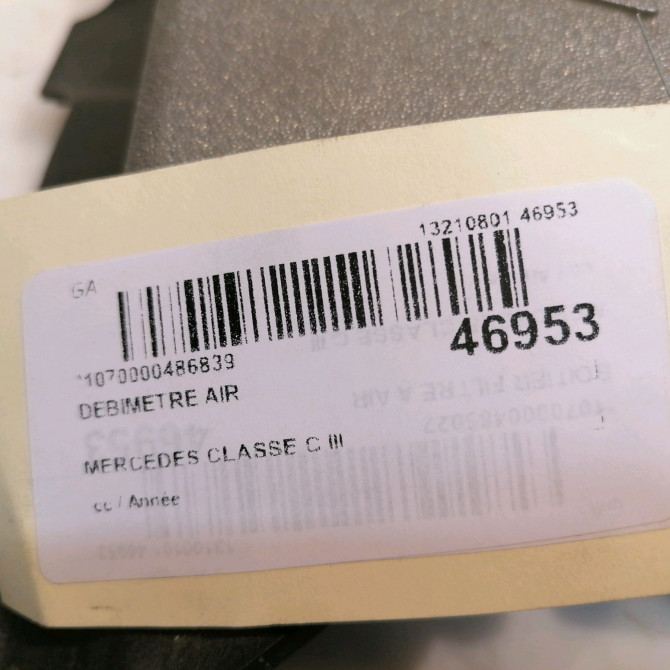 13210801 46953
GA
46953
*1070000486839
DEBIMETRE AIR
MERCEDES CLASSE C III
cc / Année